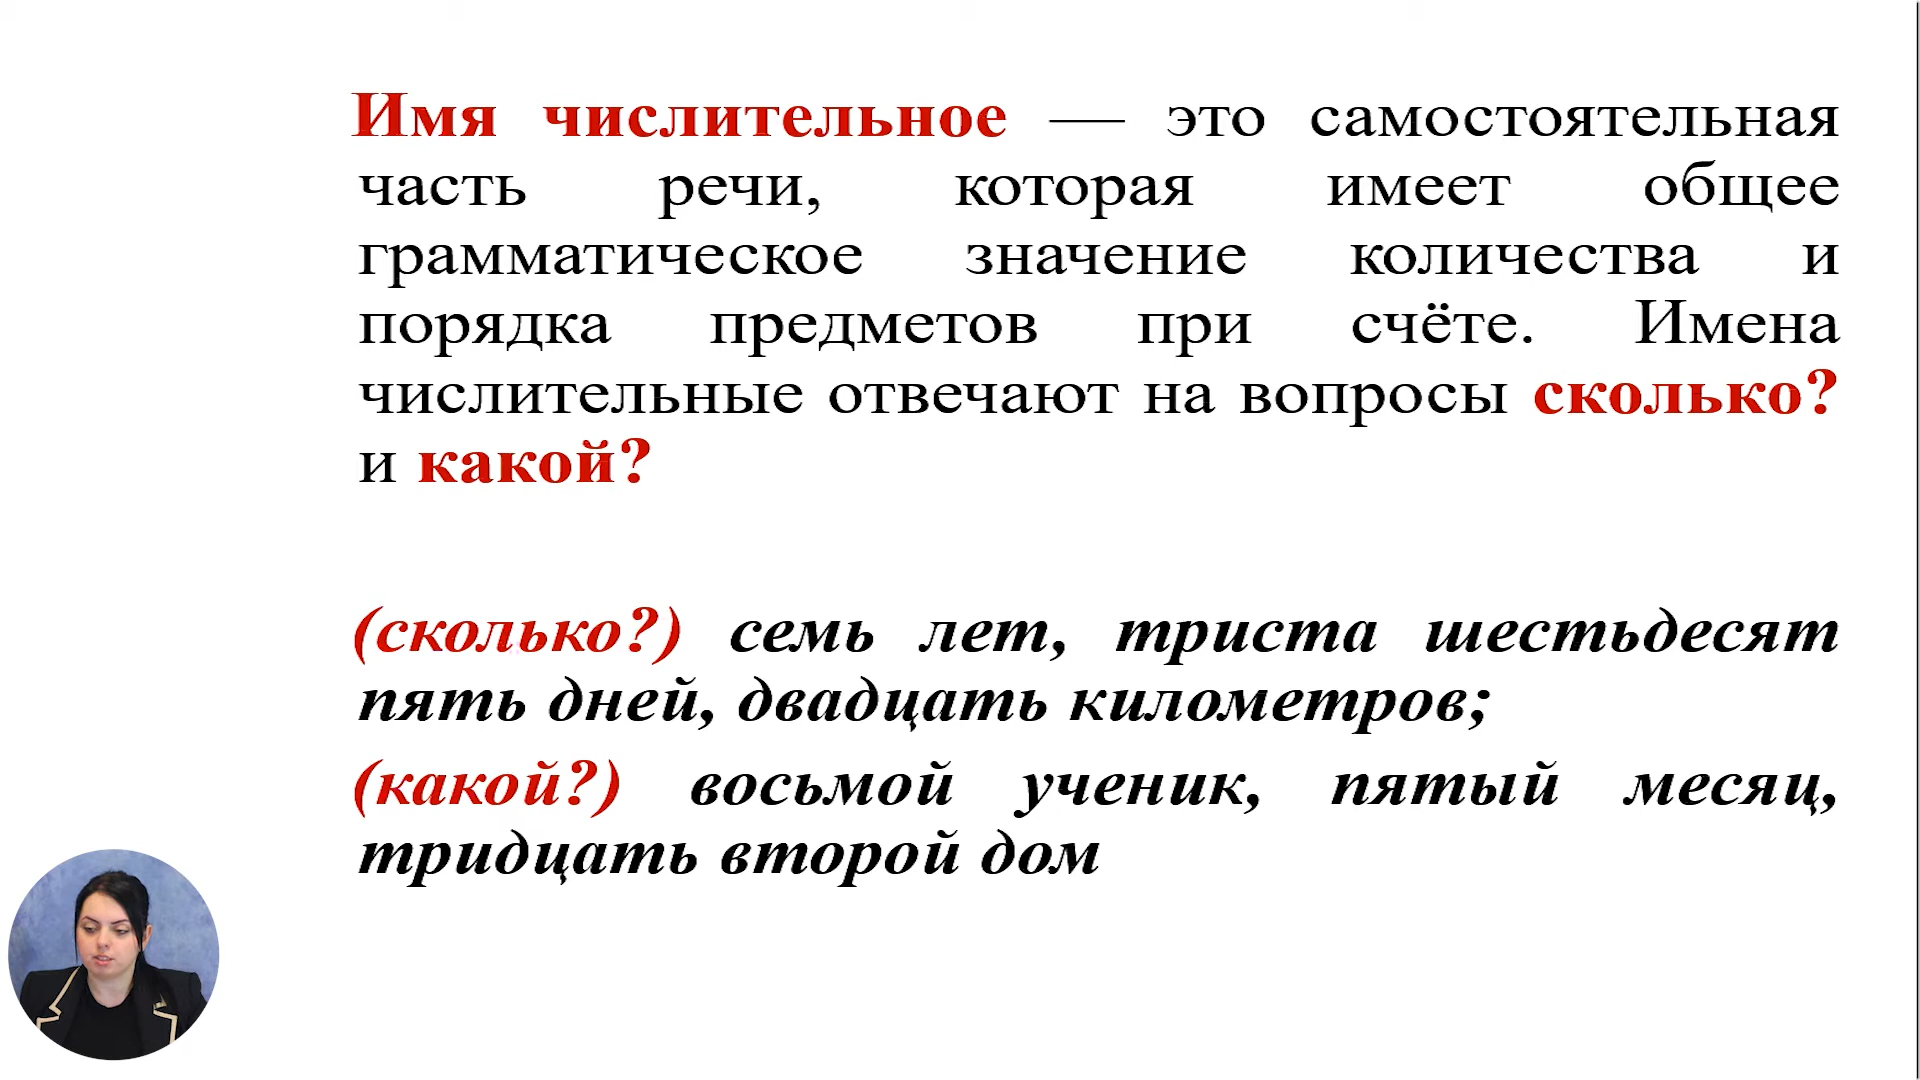 Имя числительное — это самостоятельная
часть речи, которая имеет общее
грамматическое значение количества и
порядка предметов при счёте. Имена
числительные отвечают на вопросы сколько?
и какой?
(сколько?) семь лет, триста шестьдесят
пять дней, двадцать километров;
(какой?) восьмой ученик, пятый месяц,
тридцать второй дом